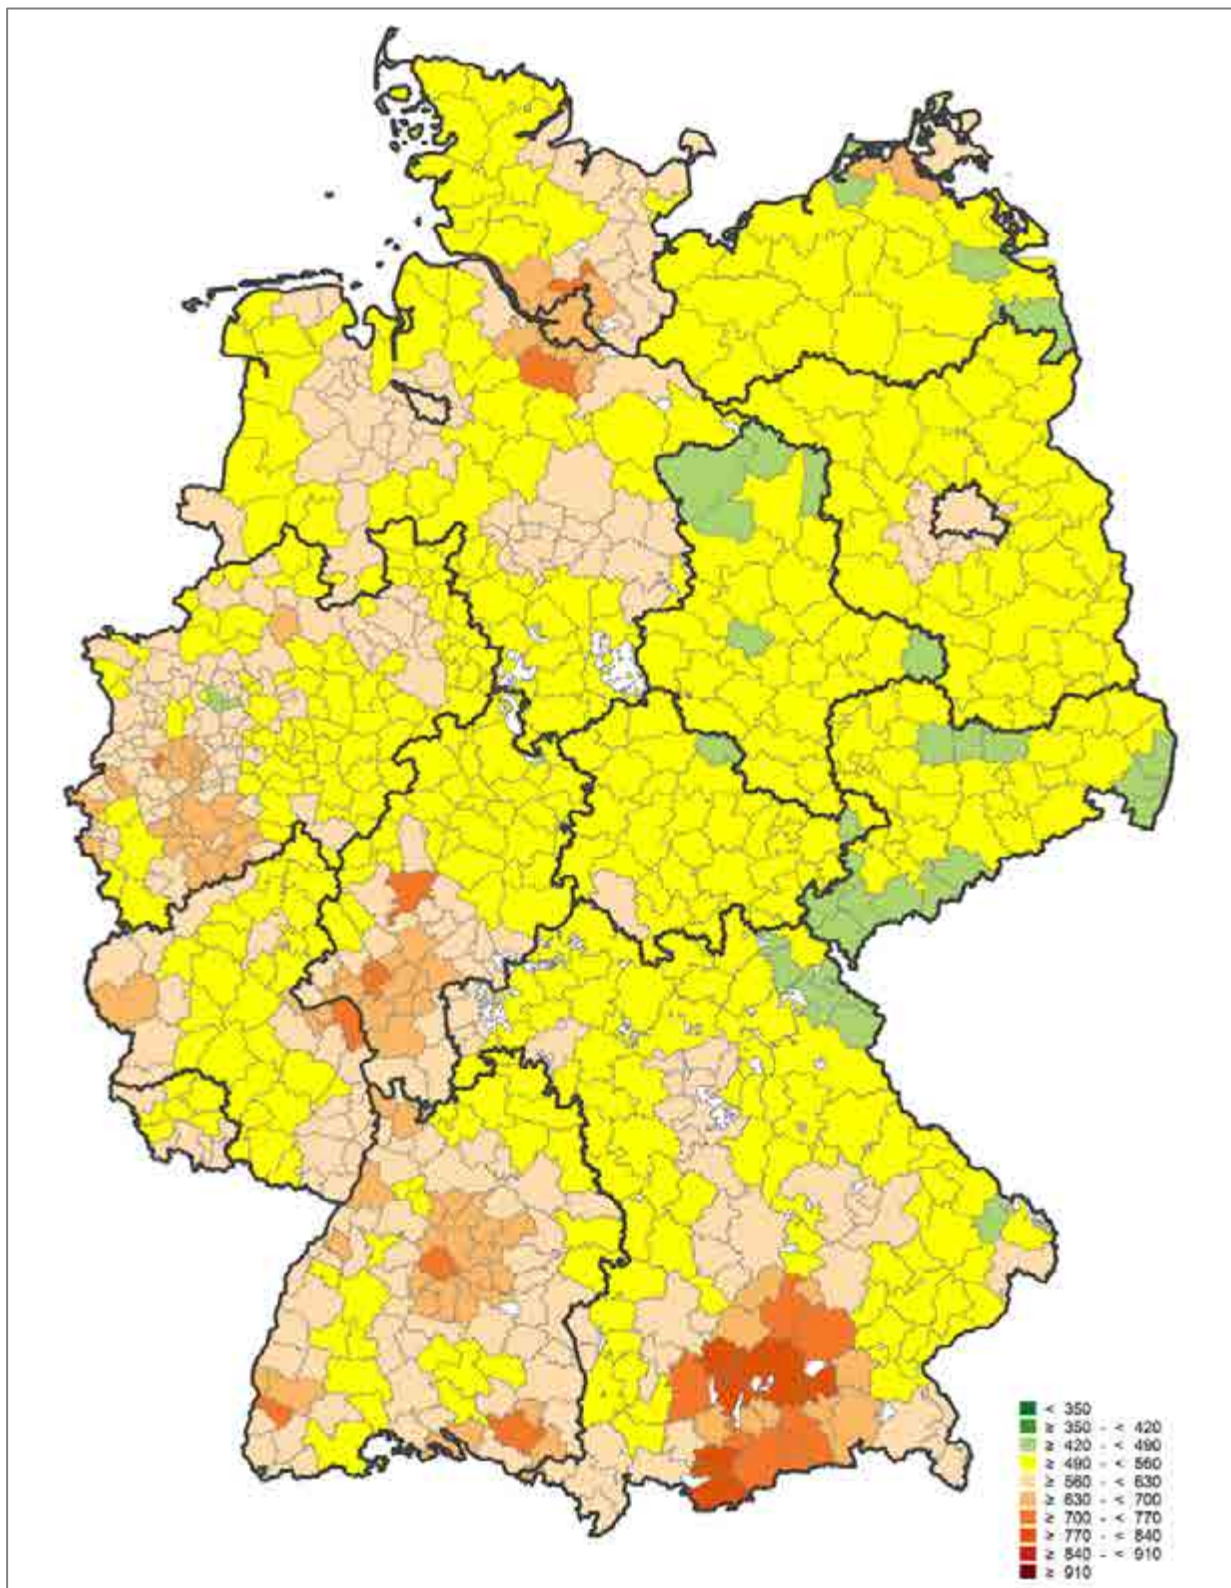 < 350
≥ 350 - < 420
≥ 420 - < 490
≥ 490 - < 560
≥ 560 - < 630
≥ 630 - < 700
≥ 700 - < 770
≥ 770 - < 840
≥ 840 - < 910
≥ 910